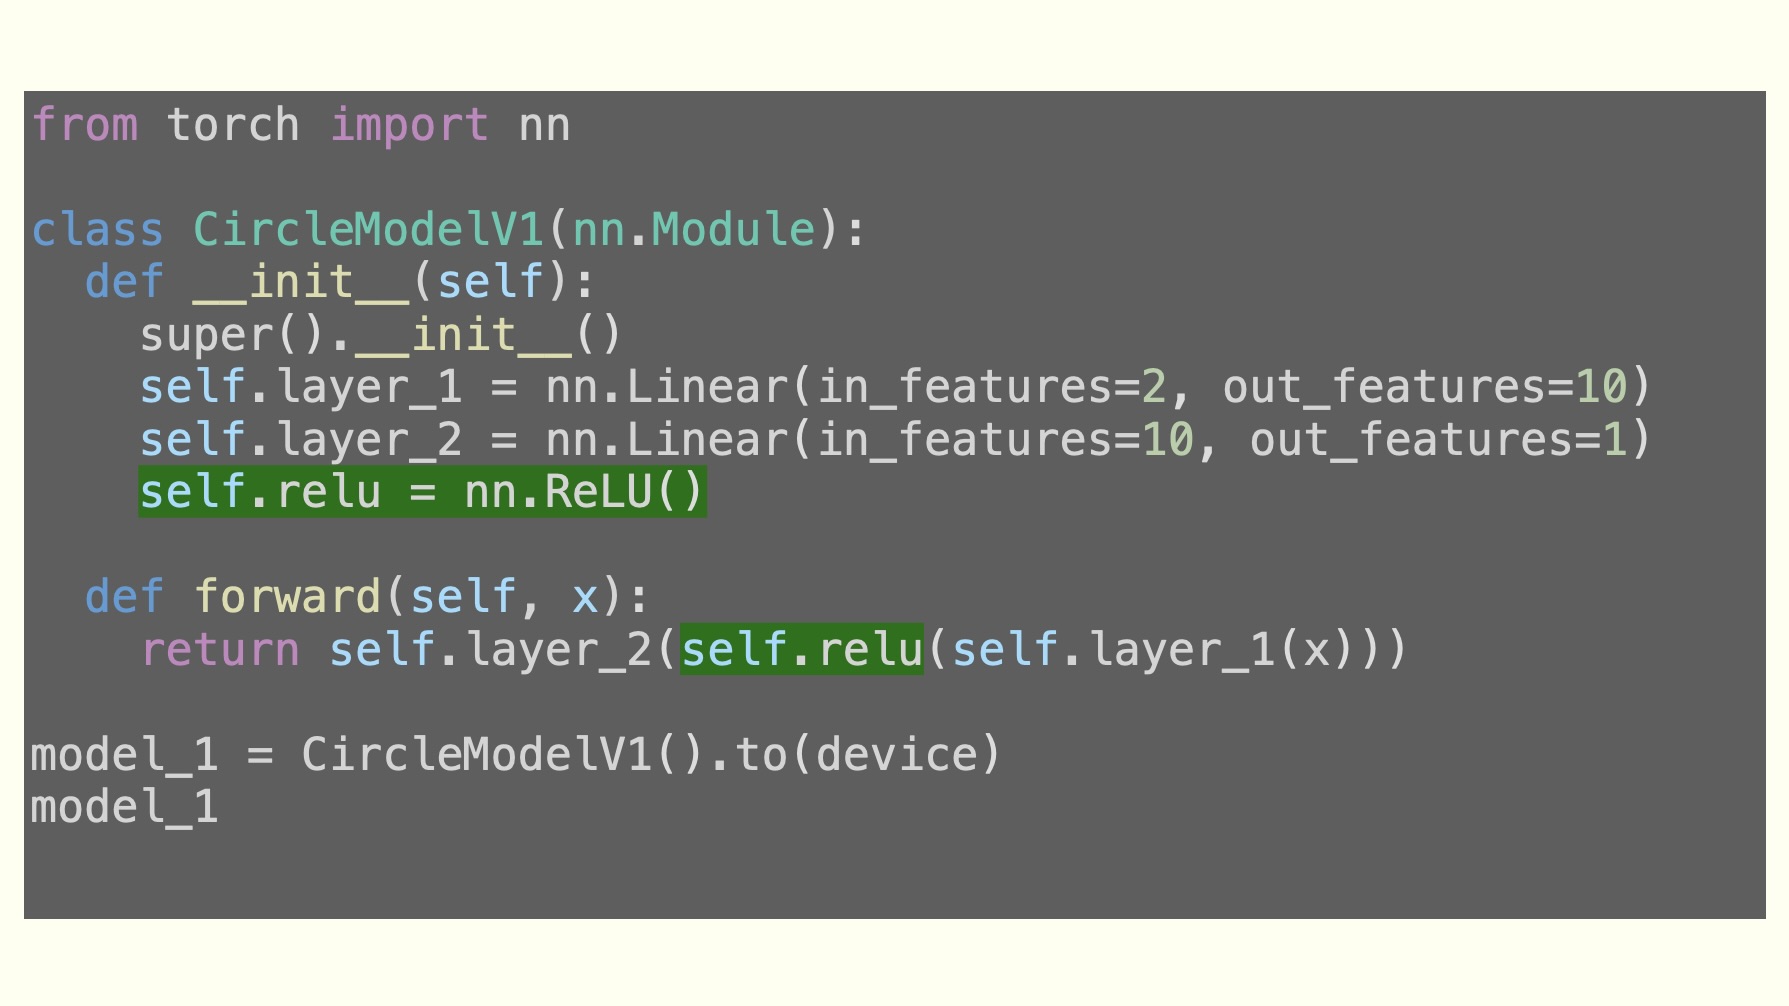 from torch import nn
class CircleModelV1(nn.Module):
  def __init__(self):
    super().__init__()
    self.layer_1 = nn.Linear(in_features=2, out_features=10)
    self.layer_2 = nn.Linear(in_features=10, out_features=1)
    self.relu = nn.ReLU()
  def forward(self, x):
    return self.layer_2(self.relu(self.layer_1(x)))
model_1 = CircleModelV1().to(device)
model_1